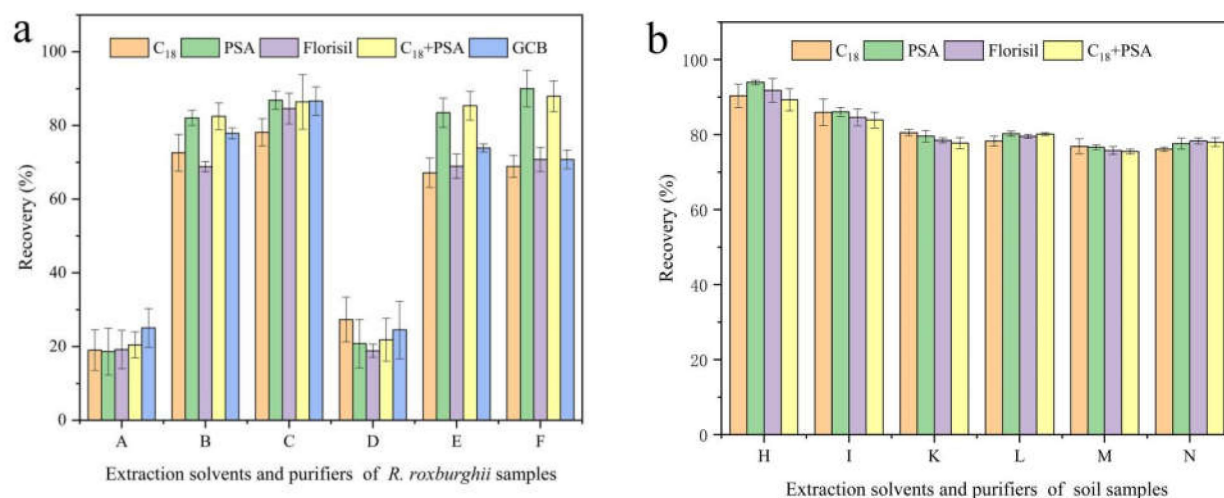 a
C₁₈ PSA Florisil C₁₈+PSA GCB
100
80
60
40
20
0
Recovery (%)
A B C D E F
Extraction solvents and purifiers of R. roxburghii samples
b
C₁₈ PSA Florisil C₁₈+PSA
100
80
60
40
20
0
Recovery (%)
H I K L M N
Extraction solvents and purifiers of soil samples